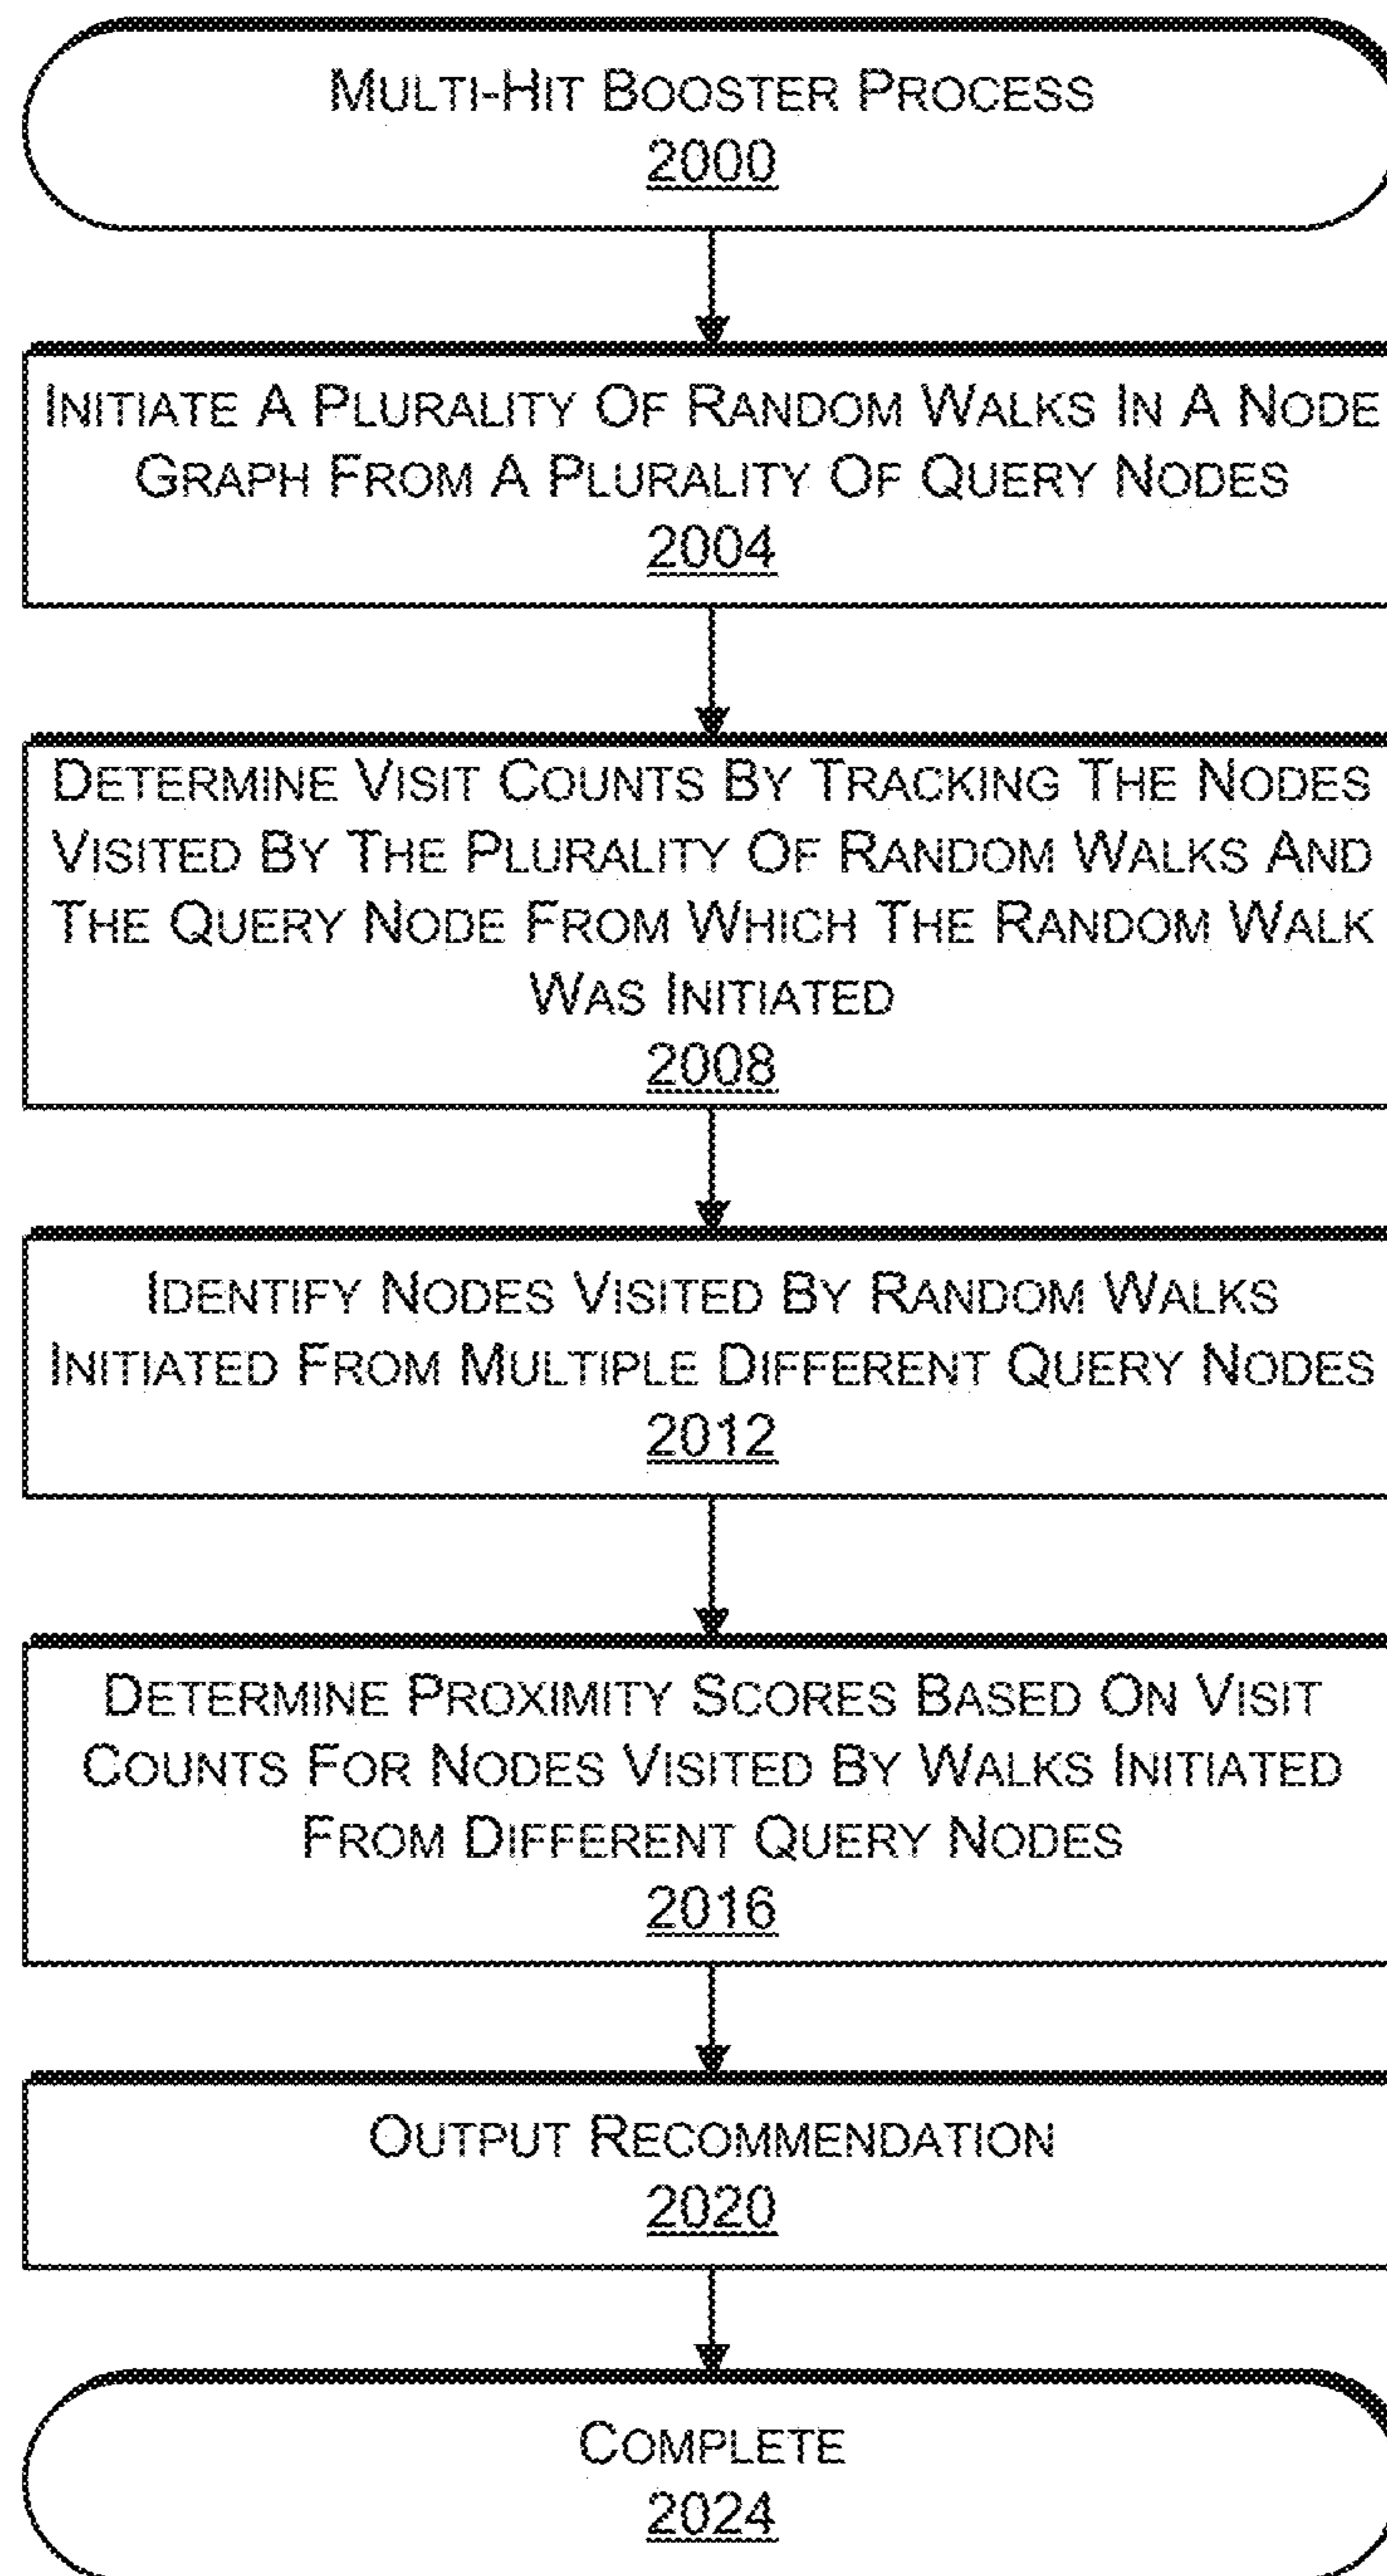 MULTI-HIT BOOSTER PROCESS
2000
INITIATE A PLURALITY OF RANDOM WALKS IN A NODE
GRAPH FROM A PLURALITY OF QUERY NODES
2004
DETERMINE VISIT COUNTS BY TRACKING THE NODES
VISITED BY THE PLURALITY OF RANDOM WALKS AND
THE QUERY NODE FROM WHICH THE RANDOM WALK
WAS INITIATED
2008
IDENTIFY NODES VISITED BY RANDOM WALKS
INITIATED FROM MULTIPLE DIFFERENT QUERY NODES
2012
DETERMINE PROXIMITY SCORES BASED ON VISIT
COUNTS FOR NODES VISITED BY WALKS INITIATED
FROM DIFFERENT QUERY NODES
2016
OUTPUT RECOMMENDATION
2020
COMPLETE
2024